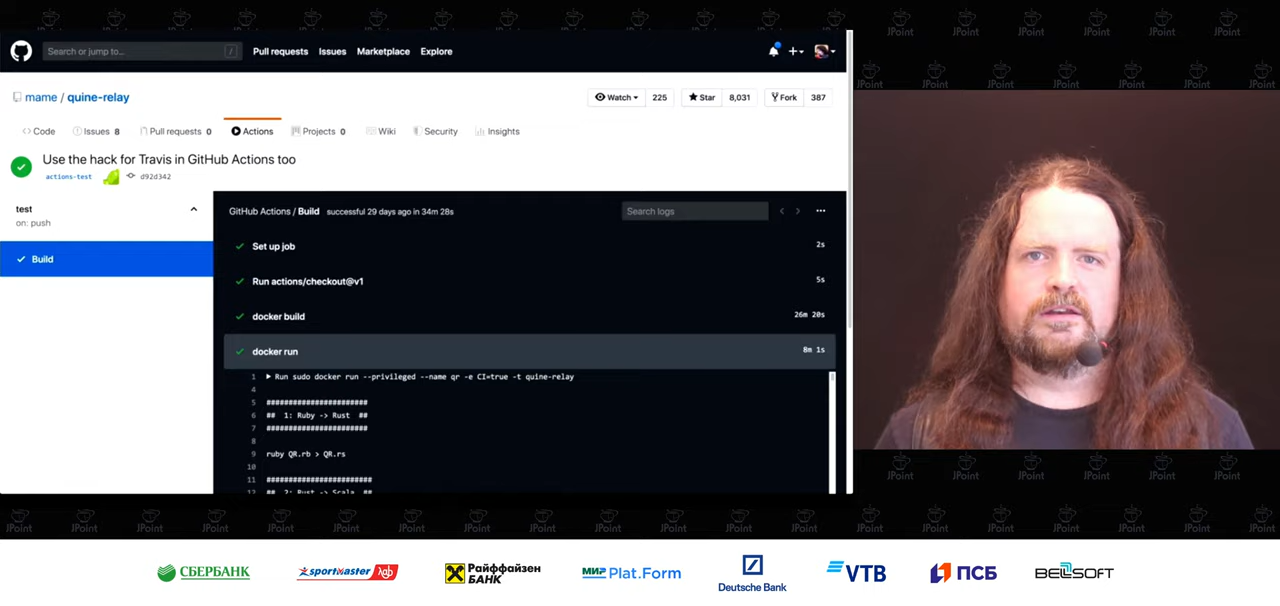 JPoint
Search or jump to... /
Pull requests Issues Marketplace Explore
mame / quine-relay
Watch 225 Star 8,031 Fork 387
Code Issues 8 Pull requests 0 Actions Projects 0 Wiki Security Insights
Use the hack for Travis in GitHub Actions too
actions-test d92d342
test
on: push
Build
GitHub Actions / Build successful 29 days ago in 34m 28s
Search logs
Set up job 2s
Run actions/checkout@v1 5s
docker build 26m 20s
docker run 8m 1s
1 Run sudo docker run --privileged --name qr -e CI=true -t quine-relay
4
5 #######################
6 ## 1: Ruby -> Rust ##
7 #######################
8
9 ruby QR.rb > QR.rs
10
11 ########################
12 ## 2: Rust -> Scala ##
СБЕРБАНК
sportmaster lab
Райффайзен БАНК
МИР Plat.Form
Deutsche Bank
VTB
ПСБ
BELLSOFT